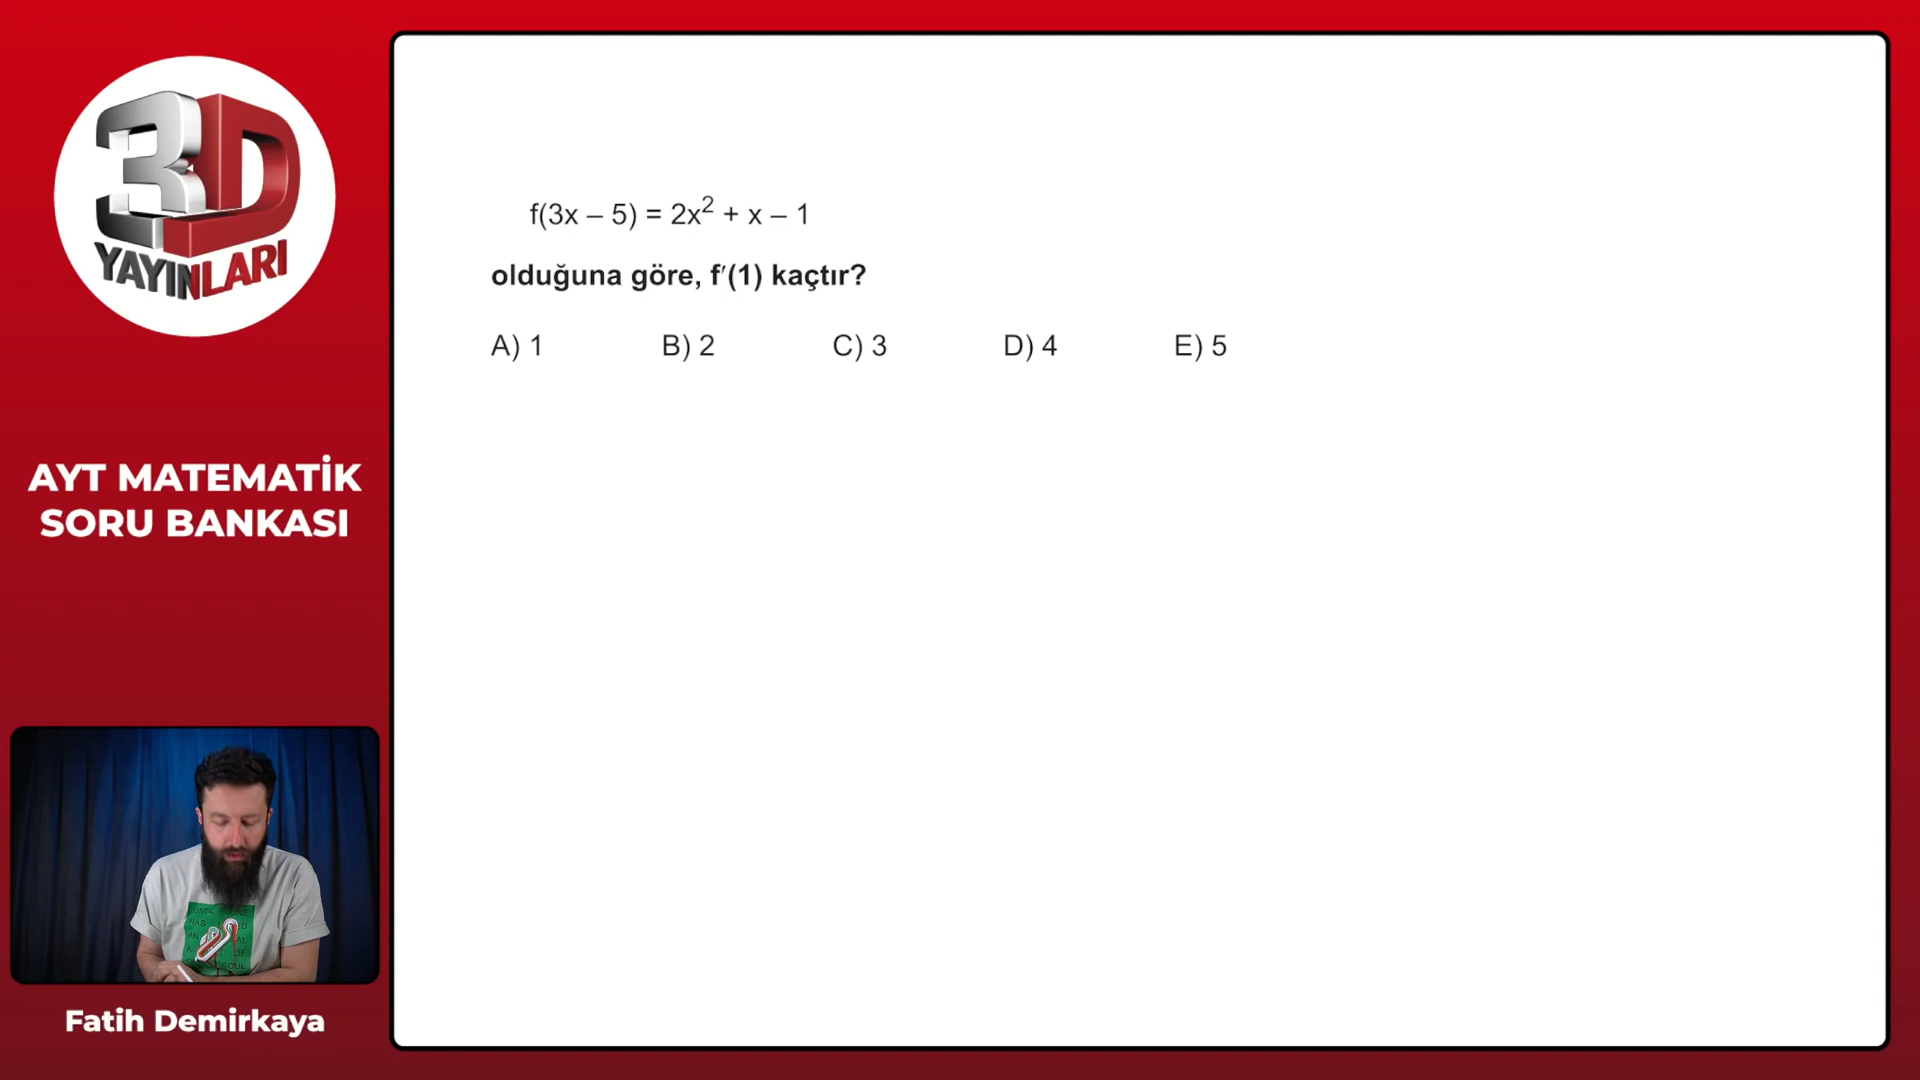 3D
YAYINLARI
AYT MATEMATİK
SORU BANKASI
Fatih Demirkaya
f(3x – 5) = 2x² + x – 1
olduğuna göre, f′(1) kaçtır?
A) 1 B) 2 C) 3 D) 4 E) 5